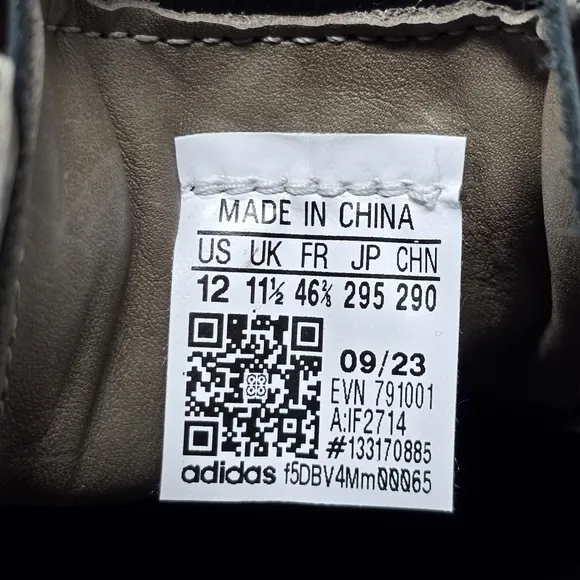 MADE IN CHINA
US UK FR JP CHN
12 11½ 46⅔ 295 290
09/23
EVN 791001
A:IF2714
#133170885
adidas f5DBV4Mm00065